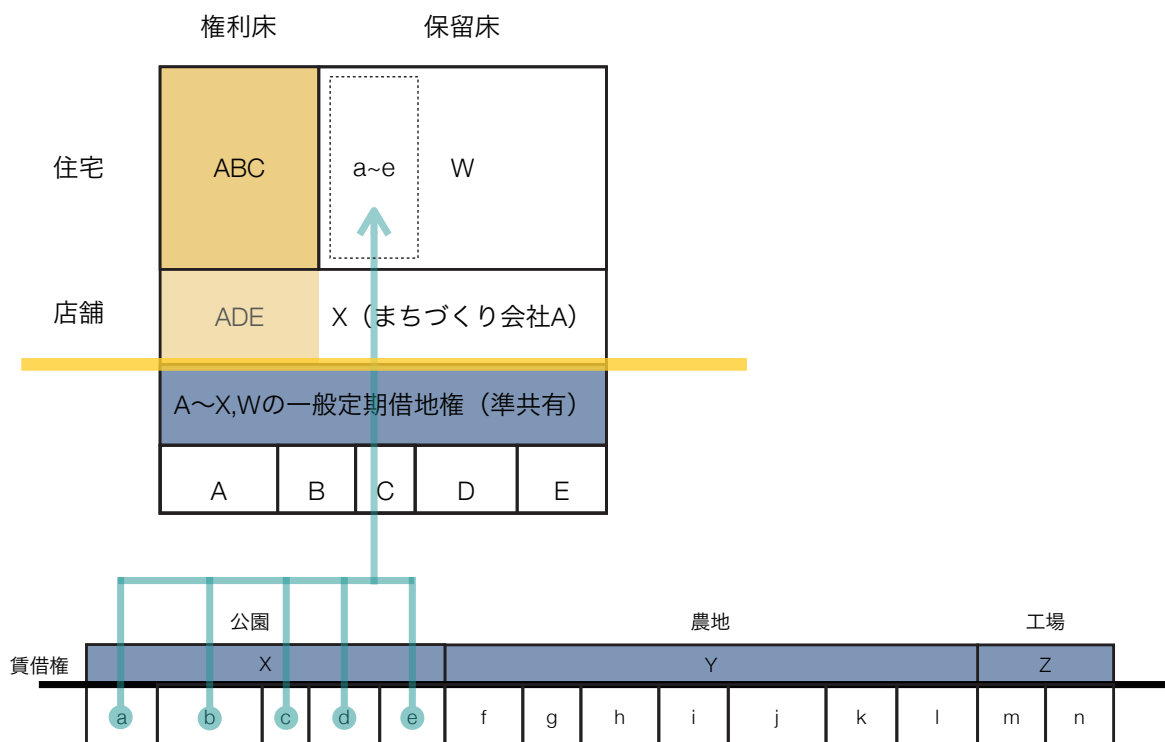 権利床 保留床
住宅 ABC a~e W
店舗 ADE X（まちづくり会社A）
A〜X,Wの一般定期借地権（準共有）
A B C D E
公園 農地 工場
賃借権 X Y Z
a b c d e f g h i j k l m n